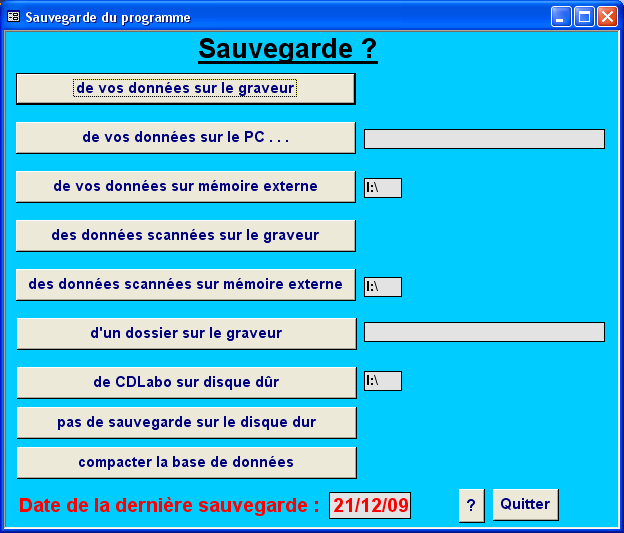 Sauvegarde du programme
Sauvegarde ?
de vos données sur le graveur
de vos données sur le PC . . .
de vos données sur mémoire externe I:\
des données scannées sur le graveur
des données scannées sur mémoire externe I:\
d'un dossier sur le graveur
de CDLabo sur disque dûr I:\
pas de sauvegarde sur le disque dur
compacter la base de données
Date de la dernière sauvegarde : 21/12/09 ? Quitter